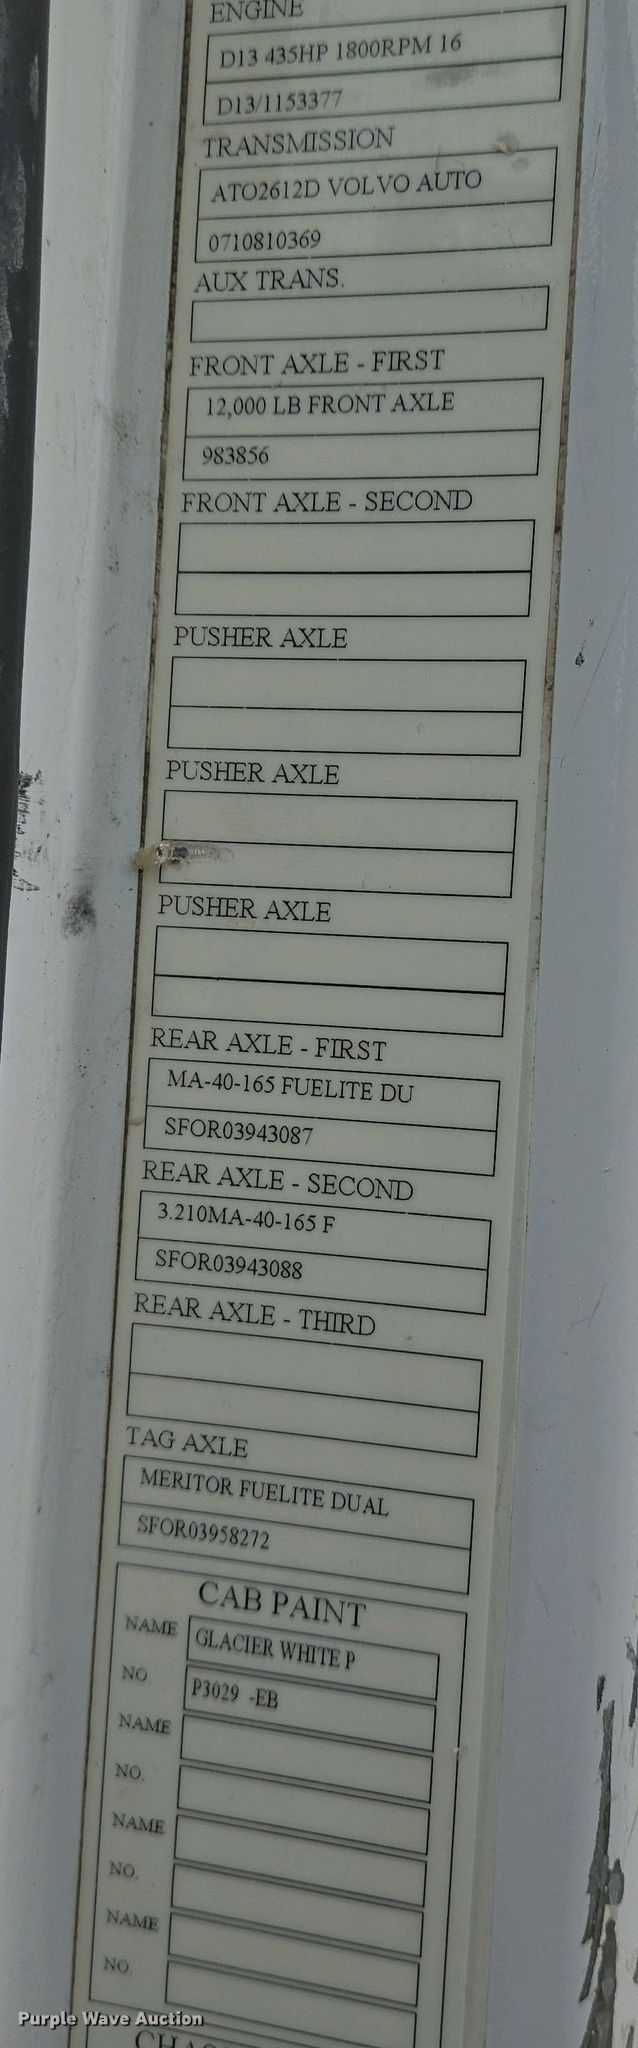 ENGINE
D13 435HP 1800RPM 16
D13/1153377
TRANSMISSION
ATO2612D VOLVO AUTO
0710810369
AUX TRANS.
FRONT AXLE - FIRST
12,000 LB FRONT AXLE
983856
FRONT AXLE - SECOND
PUSHER AXLE
PUSHER AXLE
PUSHER AXLE
REAR AXLE - FIRST
MA-40-165 FUELITE DU
SFOR03943087
REAR AXLE - SECOND
3.210MA-40-165 F
SFOR03943088
REAR AXLE - THIRD
TAG AXLE
MERITOR FUELITE DUAL
SFOR03958272
CAB PAINT
NAME GLACIER WHITE P
NO P3029 -EB
NAME
NO.
NAME
NO.
NAME
NO.
Purple Wave Auction